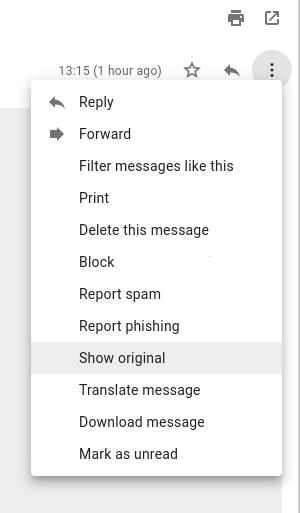 13:15 (1 hour ago)
Reply
Forward
Filter messages like this
Print
Delete this message
Block
Report spam
Report phishing
Show original
Translate message
Download message
Mark as unread